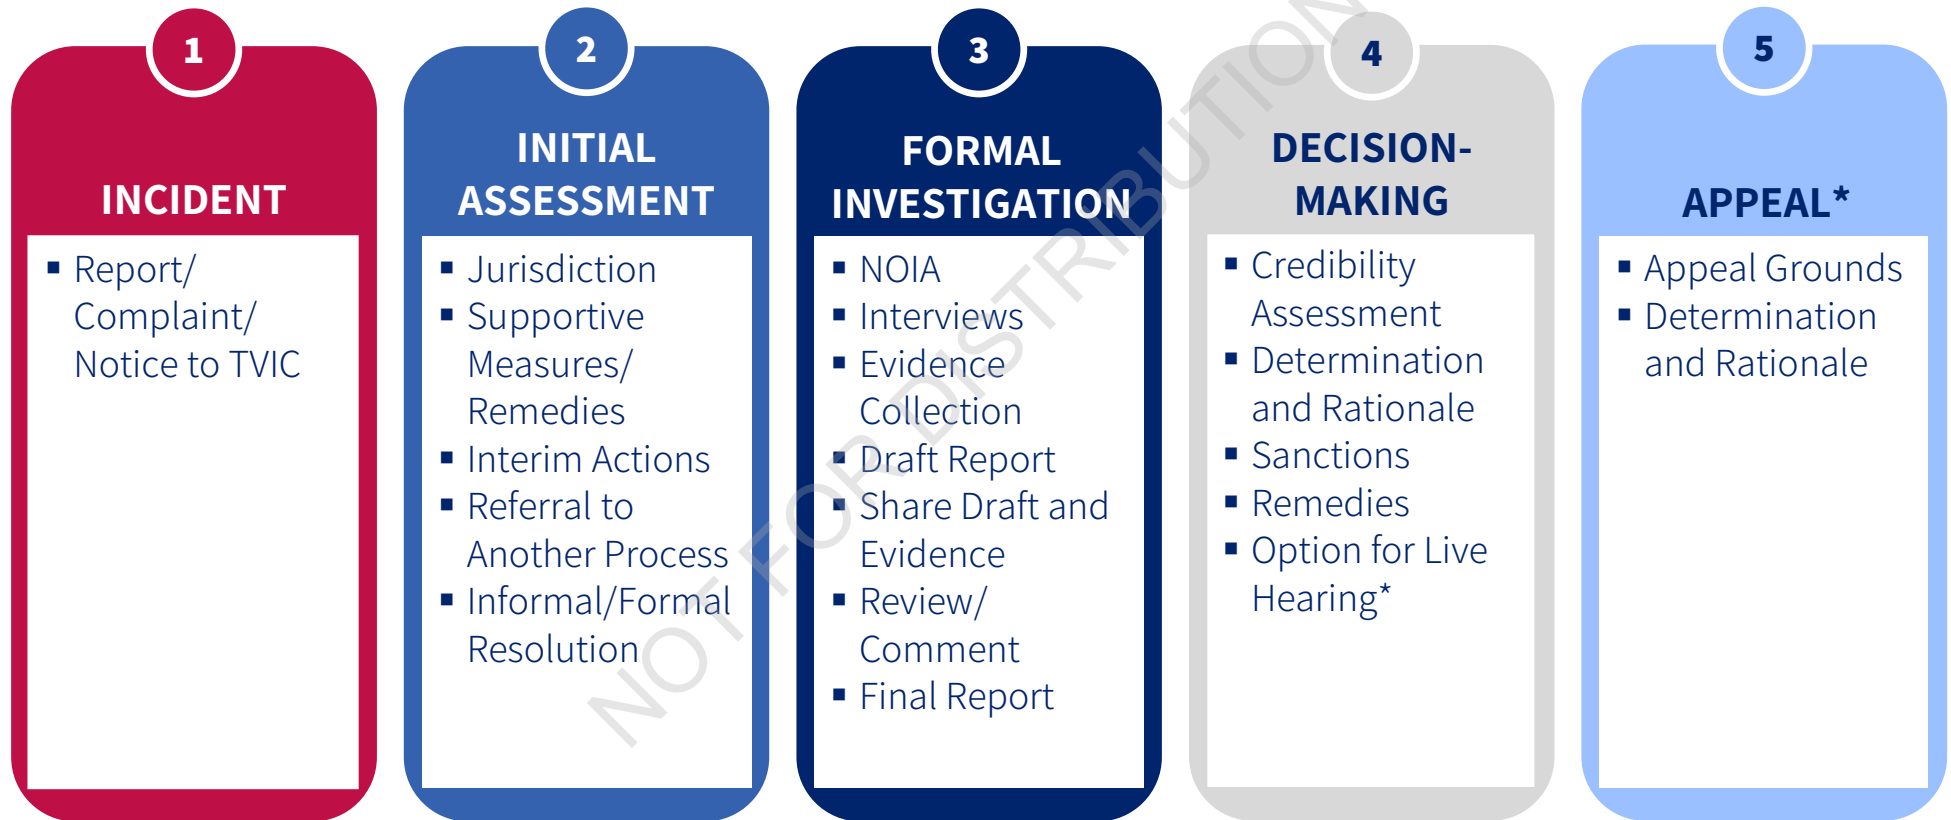 1
INCIDENT
▪ Report/
Complaint/
Notice to TVIC
2
INITIAL
ASSESSMENT
▪ Jurisdiction
▪ Supportive
Measures/
Remedies
▪ Interim Actions
▪ Referral to
Another Process
▪ Informal/Formal
Resolution
3
FORMAL
INVESTIGATION
▪ NOIA
▪ Interviews
▪ Evidence
Collection
▪ Draft Report
▪ Share Draft and
Evidence
▪ Review/
Comment
▪ Final Report
4
DECISION-
MAKING
▪ Credibility
Assessment
▪ Determination
and Rationale
▪ Sanctions
▪ Remedies
▪ Option for Live
Hearing*
5
APPEAL*
▪ Appeal Grounds
▪ Determination
and Rationale
NOT FOR DISTRIBUTION